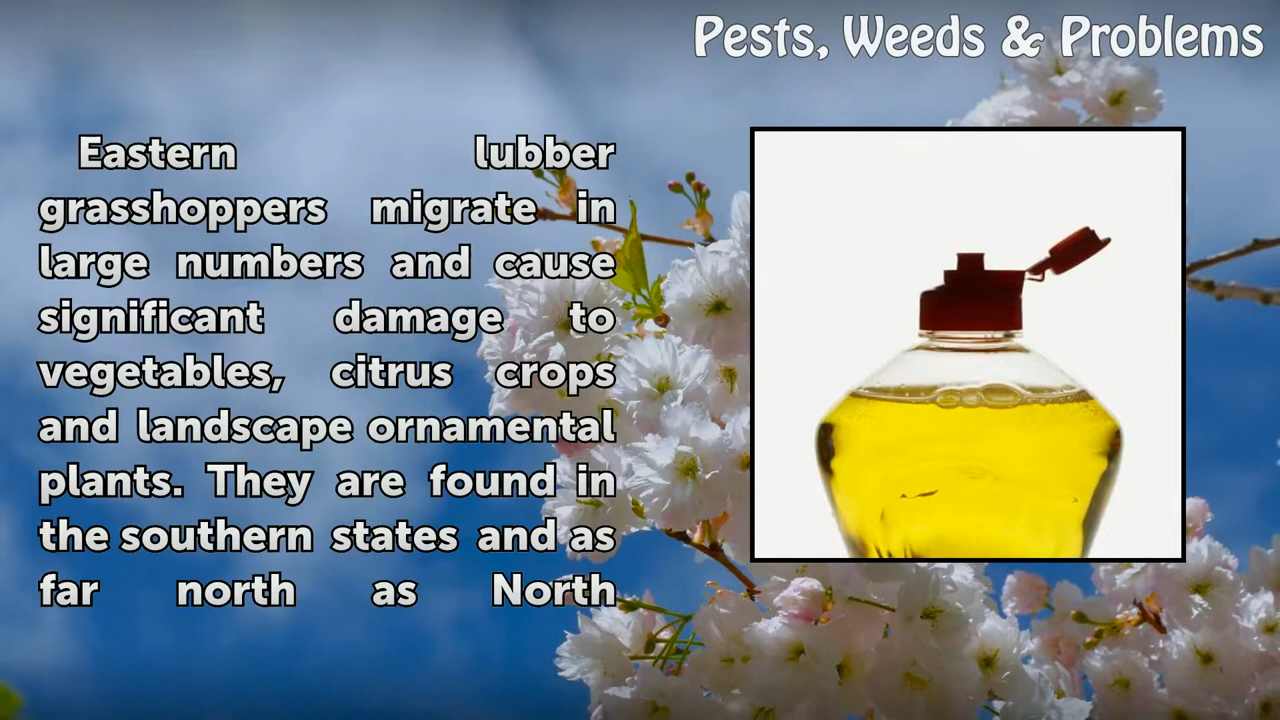 Pests, Weeds & Problems
Eastern lubber
grasshoppers migrate in
large numbers and cause
significant damage to
vegetables, citrus crops
and landscape ornamental
plants. They are found in
the southern states and as
far north as North